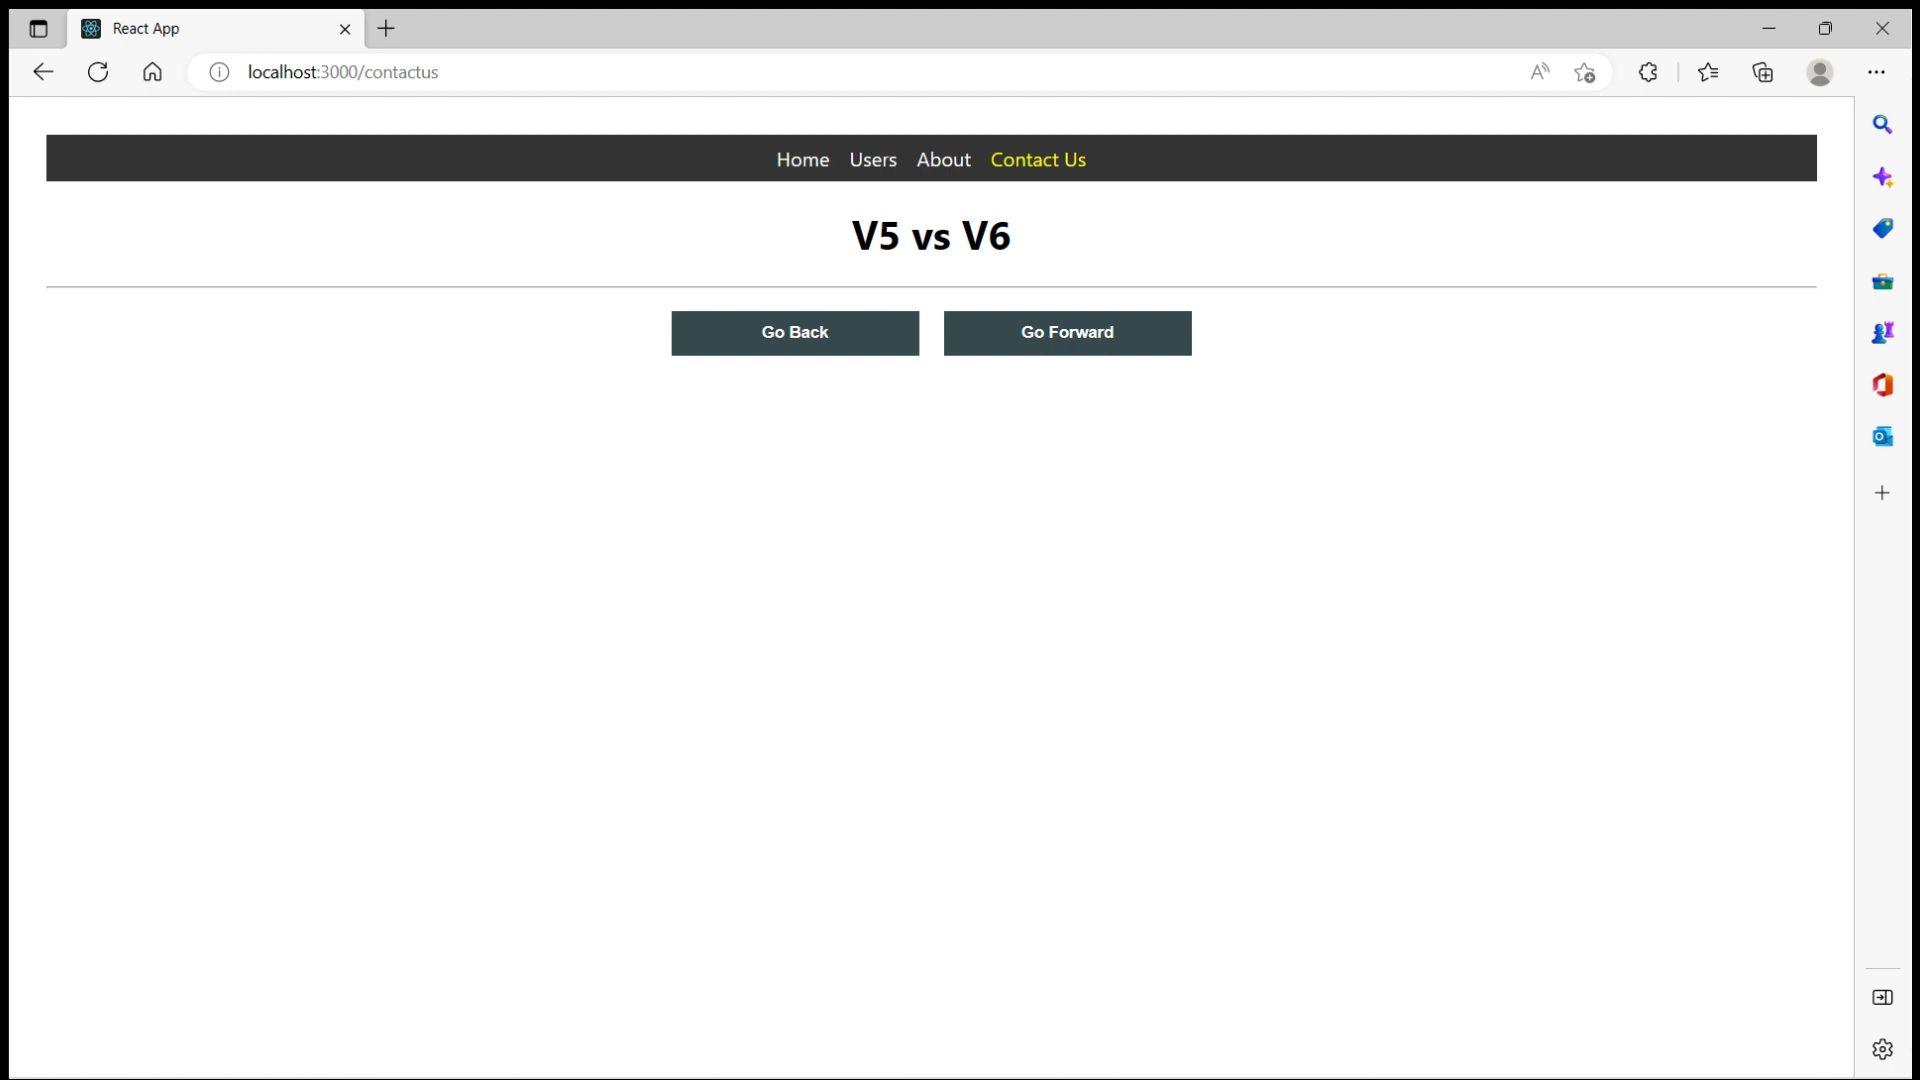 React App
localhost:3000/contactus
Home Users About Contact Us
V5 vs V6
Go Back Go Forward